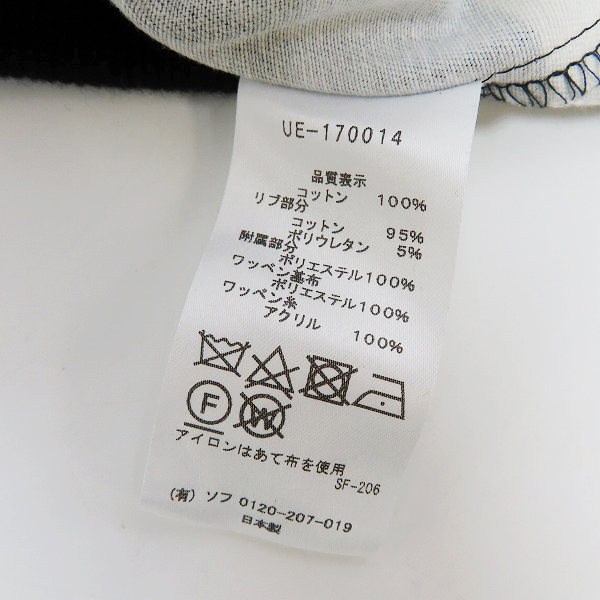 UE-170014
品質表示
コットン 100%
リブ部分
コットン 95%
ポリウレタン 5%
附属部分
ポリエステル100%
ワッペン基布
ポリエステル100%
ワッペン糸
アクリル 100%
F
W
アイロンはあて布を使用
SF-206
(有) ソフ 0120-207-019
日本製